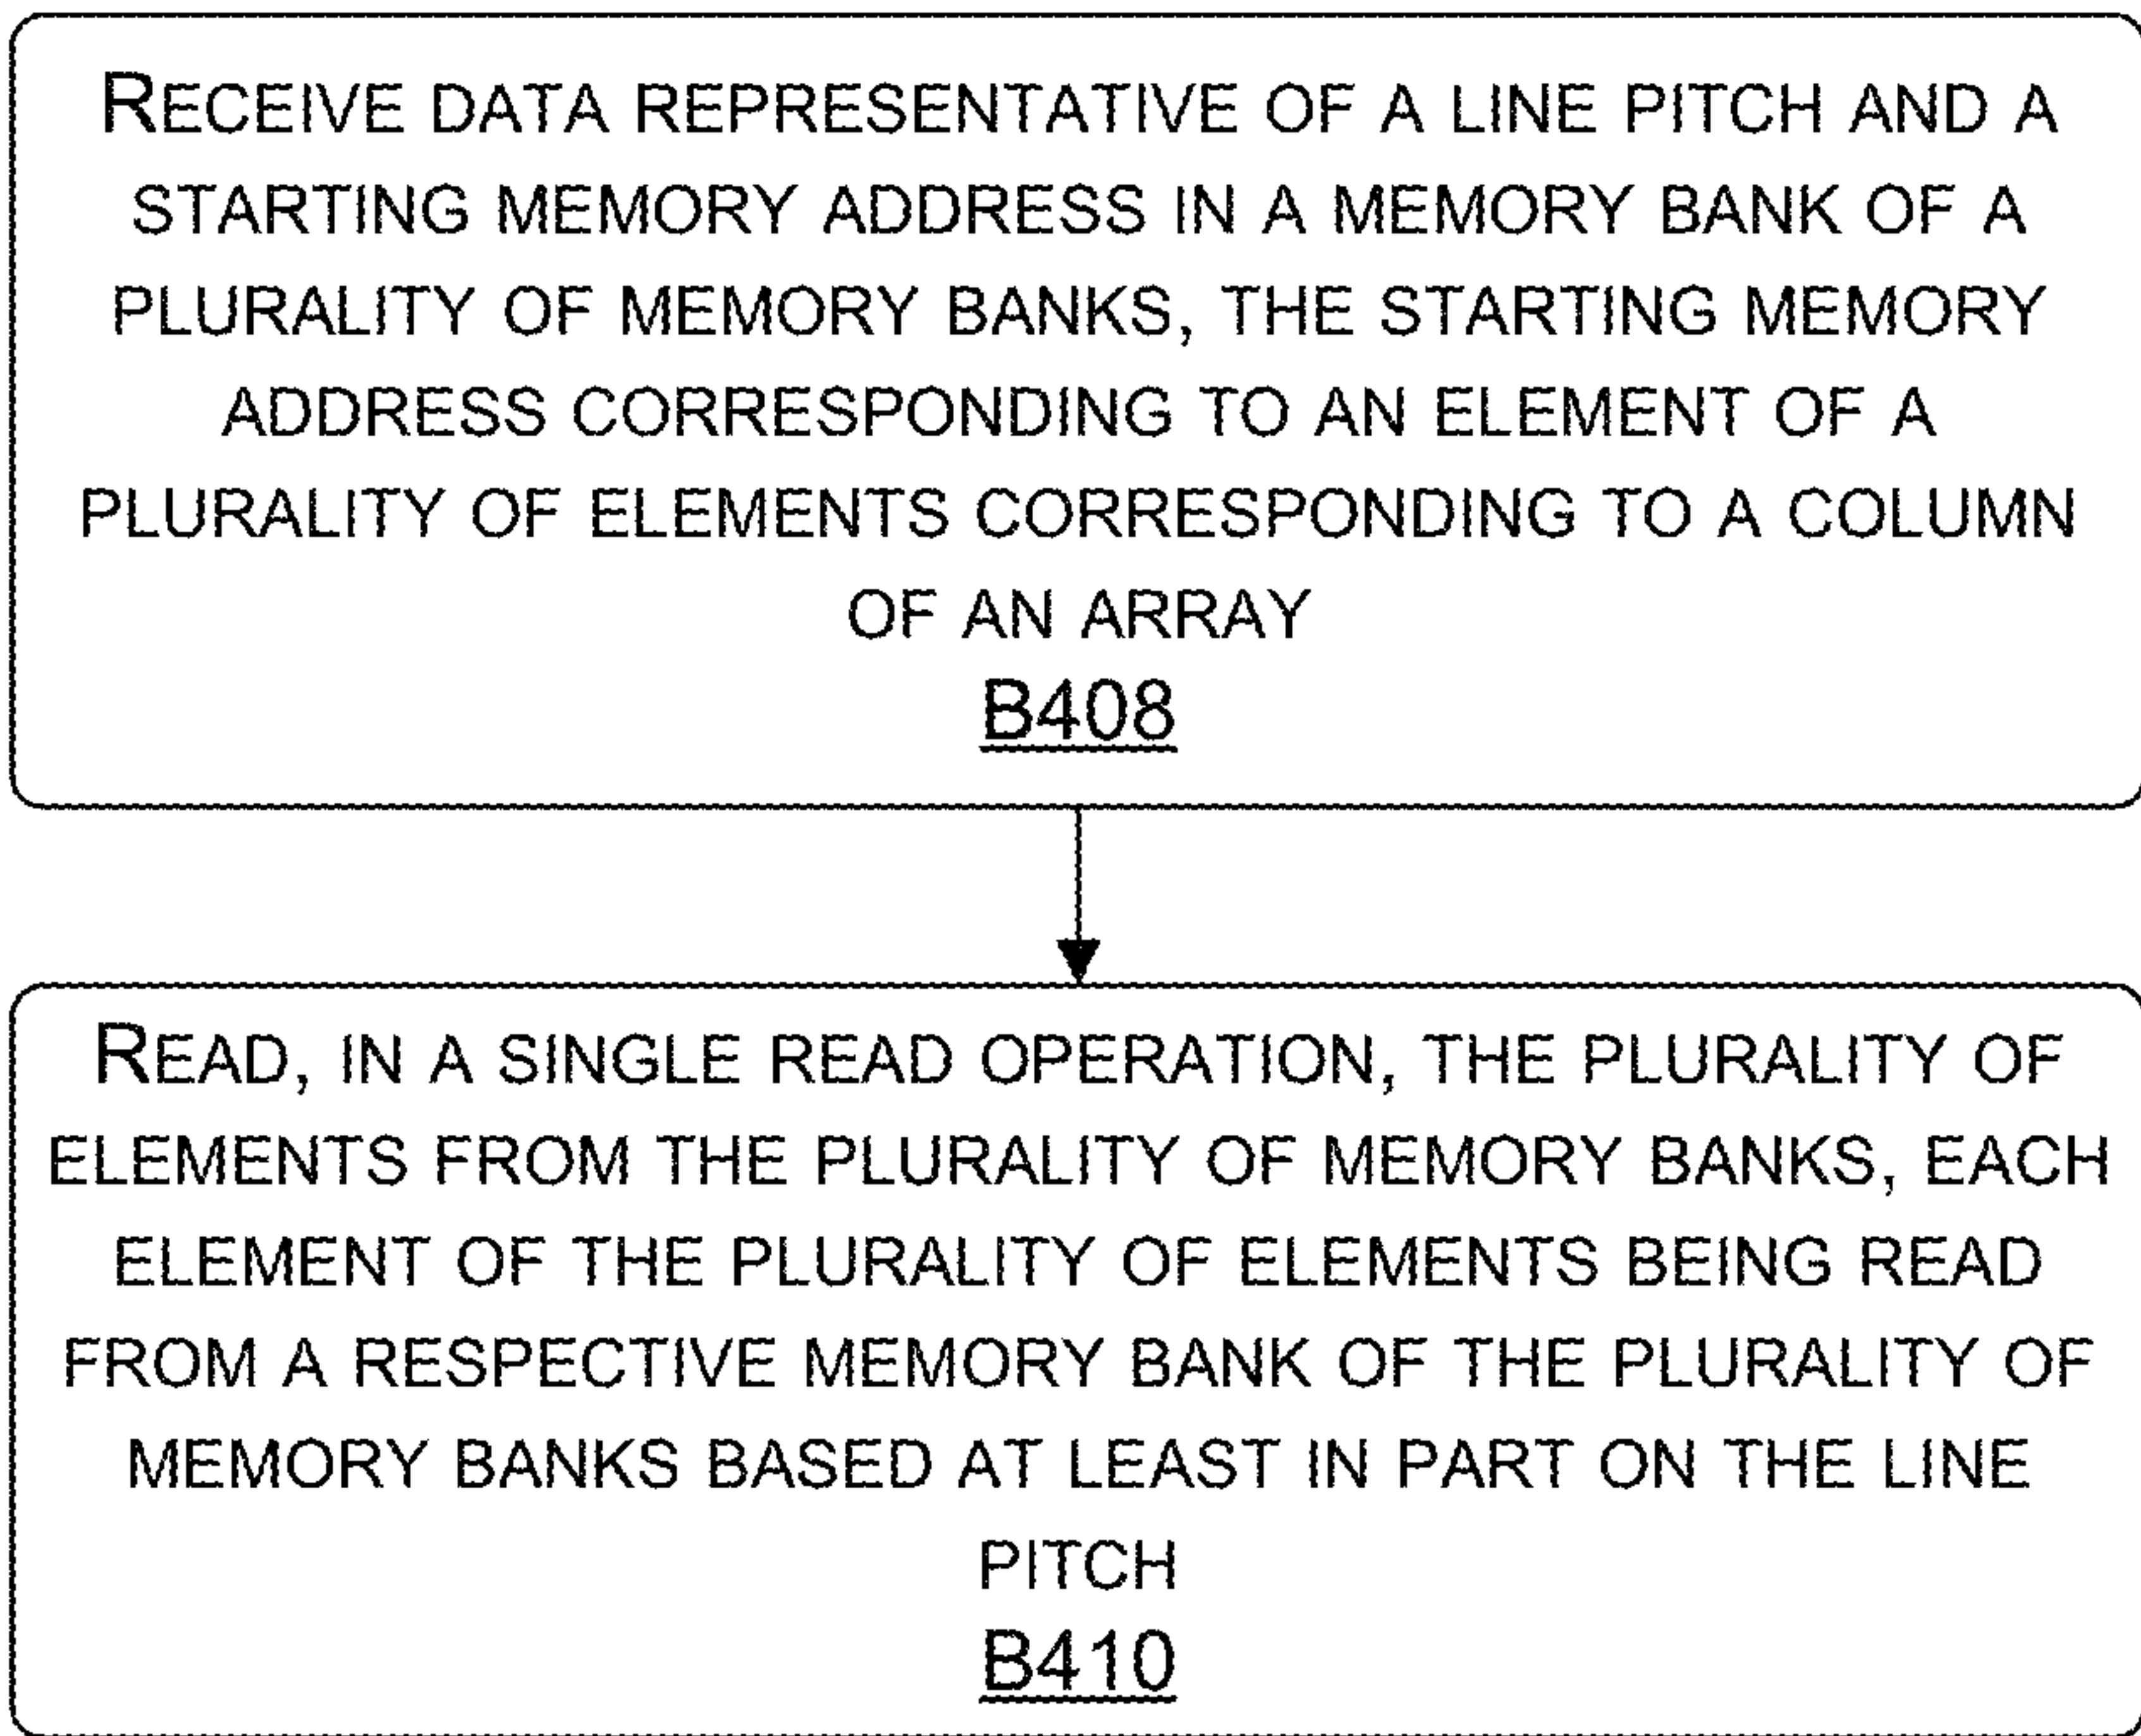 RECEIVE DATA REPRESENTATIVE OF A LINE PITCH AND A
STARTING MEMORY ADDRESS IN A MEMORY BANK OF A
PLURALITY OF MEMORY BANKS, THE STARTING MEMORY
ADDRESS CORRESPONDING TO AN ELEMENT OF A
PLURALITY OF ELEMENTS CORRESPONDING TO A COLUMN
OF AN ARRAY
B408
READ, IN A SINGLE READ OPERATION, THE PLURALITY OF
ELEMENTS FROM THE PLURALITY OF MEMORY BANKS, EACH
ELEMENT OF THE PLURALITY OF ELEMENTS BEING READ
FROM A RESPECTIVE MEMORY BANK OF THE PLURALITY OF
MEMORY BANKS BASED AT LEAST IN PART ON THE LINE
PITCH
B410